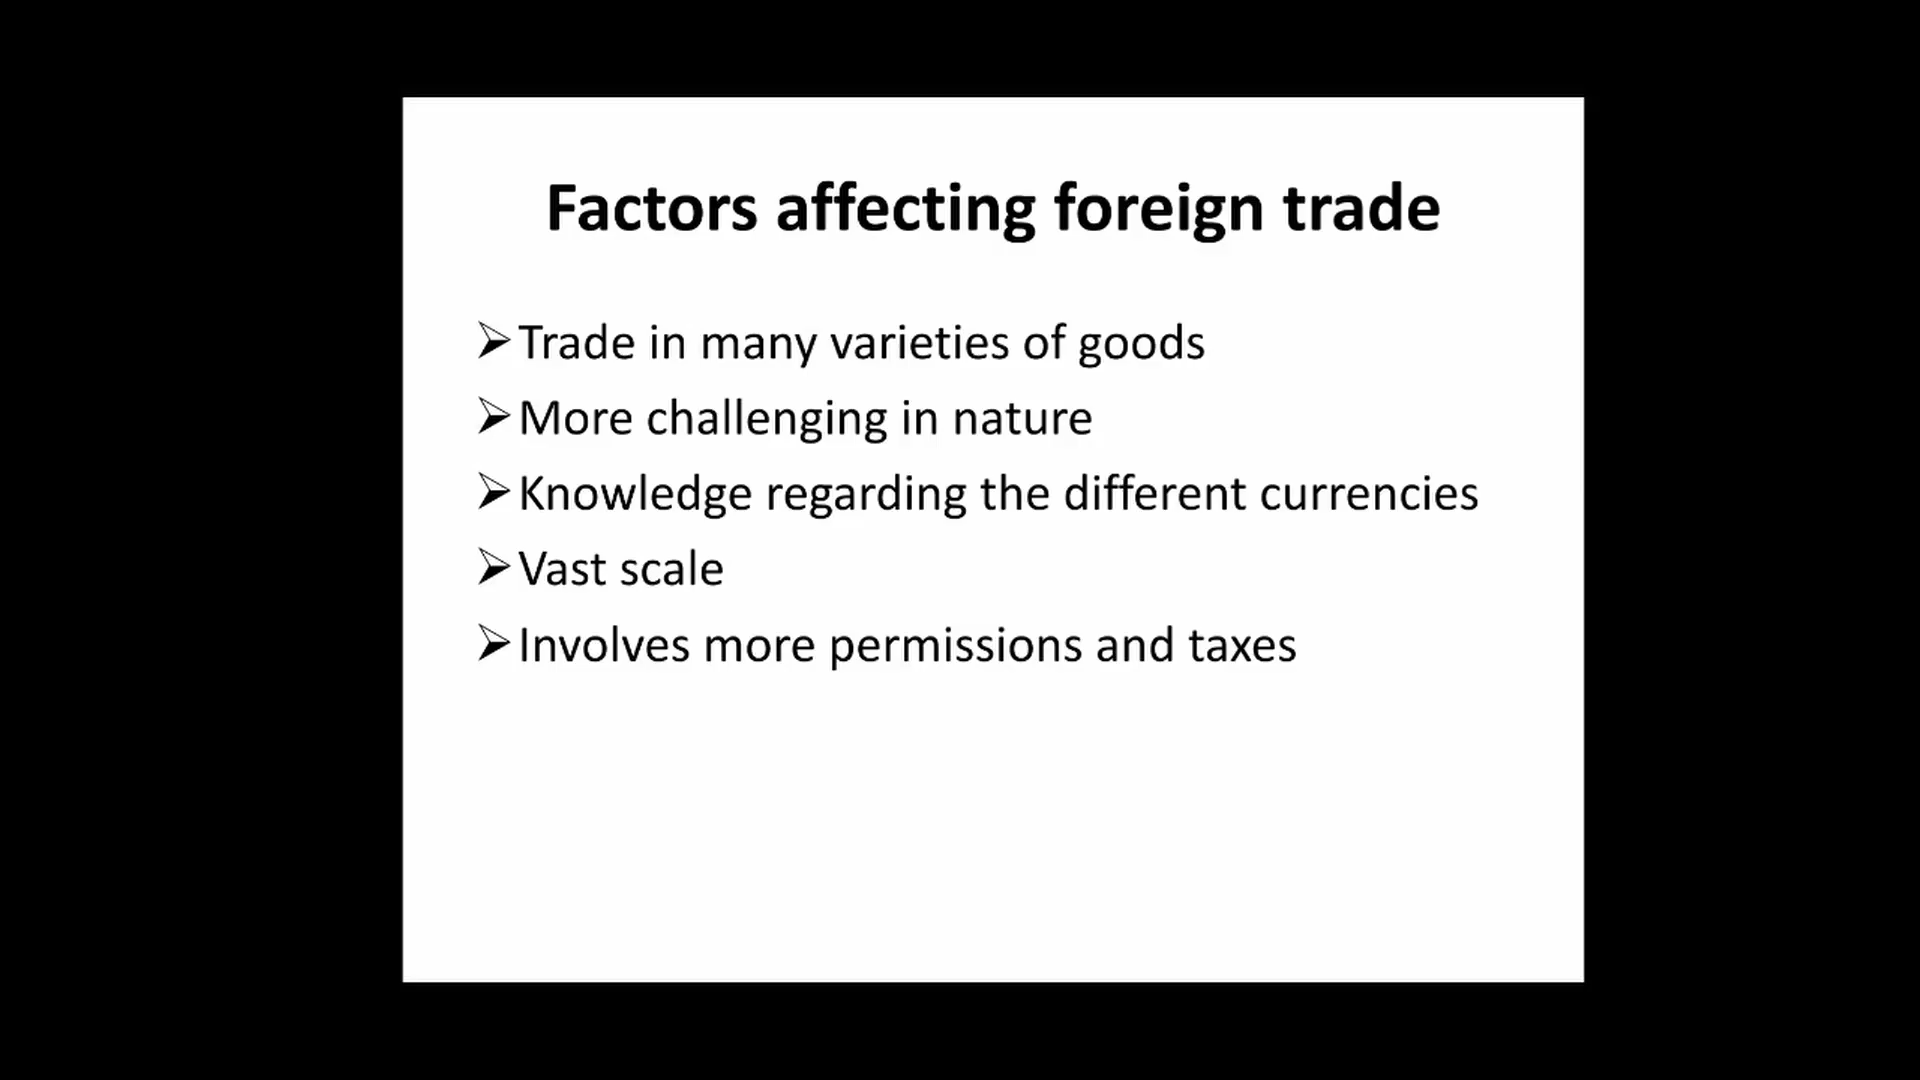 Factors affecting foreign trade
➢Trade in many varieties of goods
➢More challenging in nature
➢Knowledge regarding the different currencies
➢Vast scale
➢Involves more permissions and taxes